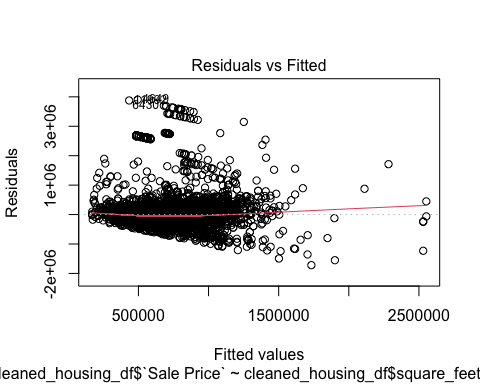 Residuals vs Fitted
Residuals
3e+06
1e+06
-2e+06
500000
1500000
2500000
Fitted values
leaned_housing_df$`Sale Price` ~ cleaned_housing_df$square_feet